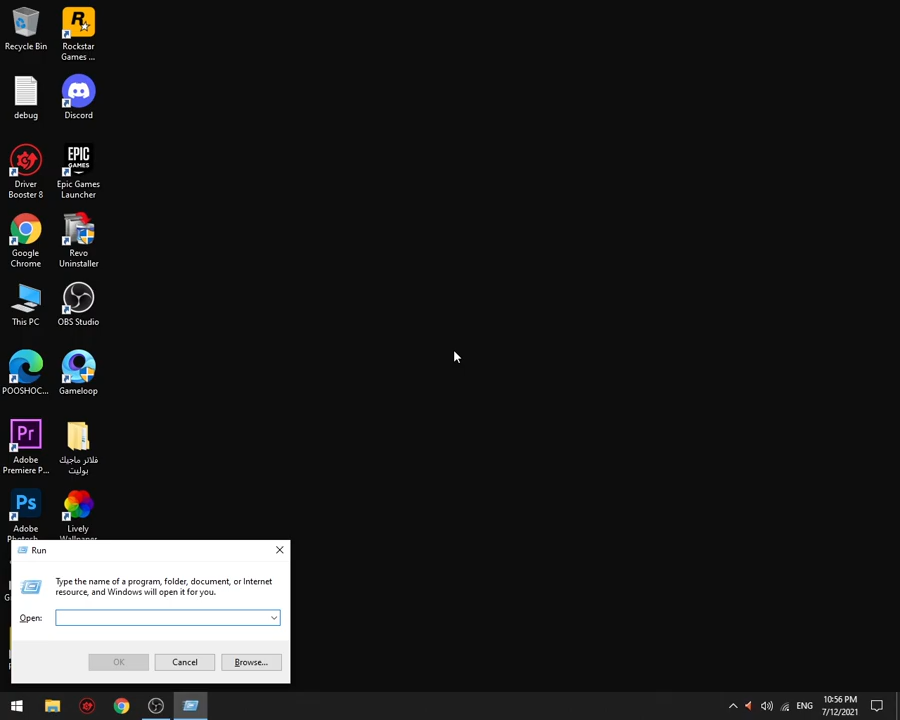 Recycle Bin
Rockstar
Games ...
debug
Discord
Driver
Booster 8
EPIC
GAMES
Epic Games
Launcher
Google
Chrome
Revo
Uninstaller
This PC
OBS Studio
POOSHOC...
Gameloop
Pr
Adobe
Premiere P...
فلاتر ماجيك
بوليت
Ps
Adobe
Photosh...
Lively
Wallpaper
Run
Type the name of a program, folder, document, or Internet
resource, and Windows will open it for you.
Open:
OK
Cancel
Browse...
ENG
10:56 PM
7/12/2021